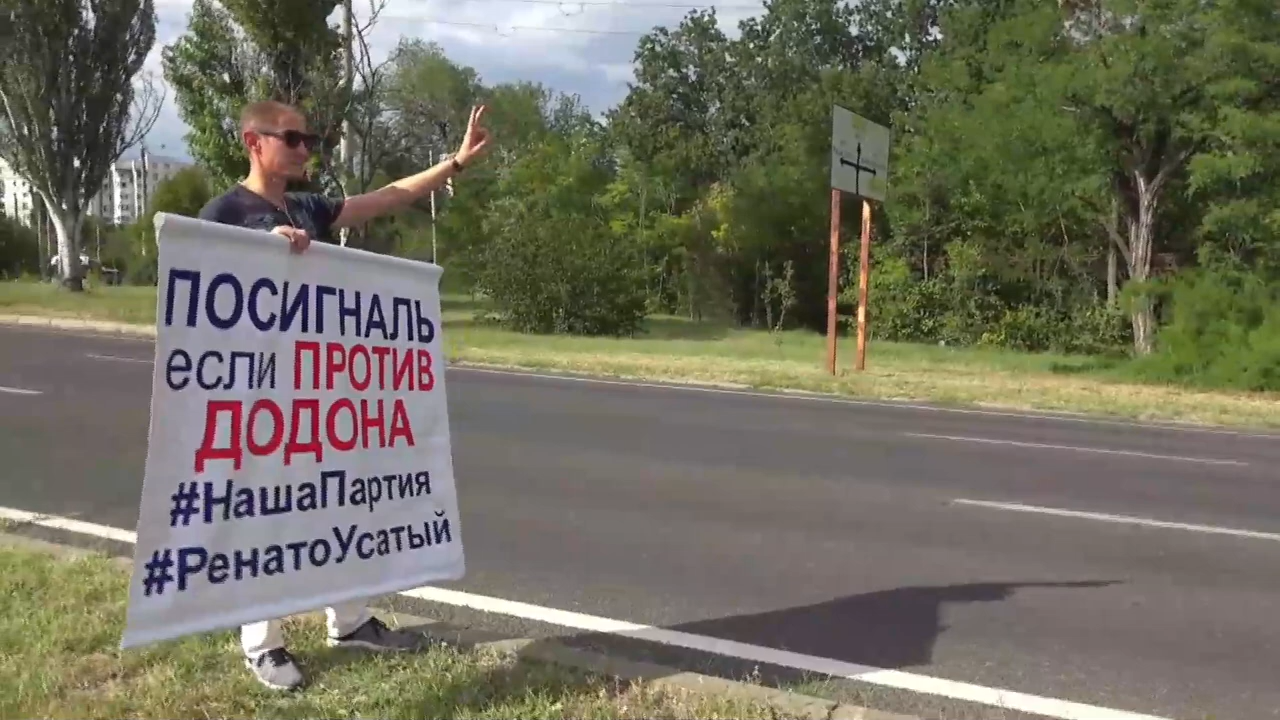 ПОСИГНАЛЬ
если ПРОТИВ
ДОДОНА
#НашаПартия
#РенатоУсатый